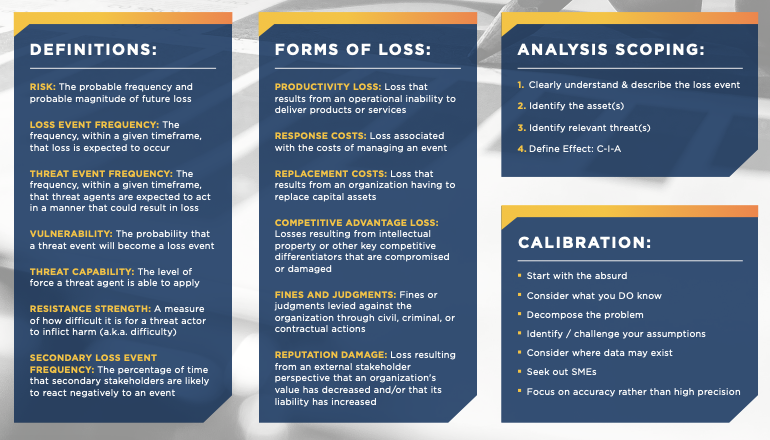 DEFINITIONS:
RISK: The probable frequency and
probable magnitude of future loss
LOSS EVENT FREQUENCY: The
frequency, within a given timeframe,
that loss is expected to occur
THREAT EVENT FREQUENCY: The
frequency, within a given timeframe,
that threat agents are expected to act
in a manner that could result in loss
VULNERABILITY: The probability that
a threat event will become a loss event
THREAT CAPABILITY: The level of
force a threat agent is able to apply
RESISTANCE STRENGTH: A measure
of how difficult it is for a threat actor
to inflict harm (a.k.a. difficulty)
SECONDARY LOSS EVENT
FREQUENCY: The percentage of time
that secondary stakeholders are likely
to react negatively to an event
FORMS OF LOSS:
PRODUCTIVITY LOSS: Loss that
results from an operational inability to
deliver products or services
RESPONSE COSTS: Loss associated
with the costs of managing an event
REPLACEMENT COSTS: Loss that
results from an organization having to
replace capital assets
COMPETITIVE ADVANTAGE LOSS:
Losses resulting from intellectual
property or other key competitive
differentiators that are compromised
or damaged
FINES AND JUDGMENTS: Fines or
judgments levied against the
organization through civil, criminal, or
contractual actions
REPUTATION DAMAGE: Loss resulting
from an external stakeholder
perspective that an organization's
value has decreased and/or that its
liability has increased
ANALYSIS SCOPING:
1. Clearly understand & describe the loss event
2. Identify the asset(s)
3. Identify relevant threat(s)
4. Define Effect: C-I-A
CALIBRATION:
▪ Start with the absurd
▪ Consider what you DO know
▪ Decompose the problem
▪ Identify / challenge your assumptions
▪ Consider where data may exist
▪ Seek out SMEs
▪ Focus on accuracy rather than high precision